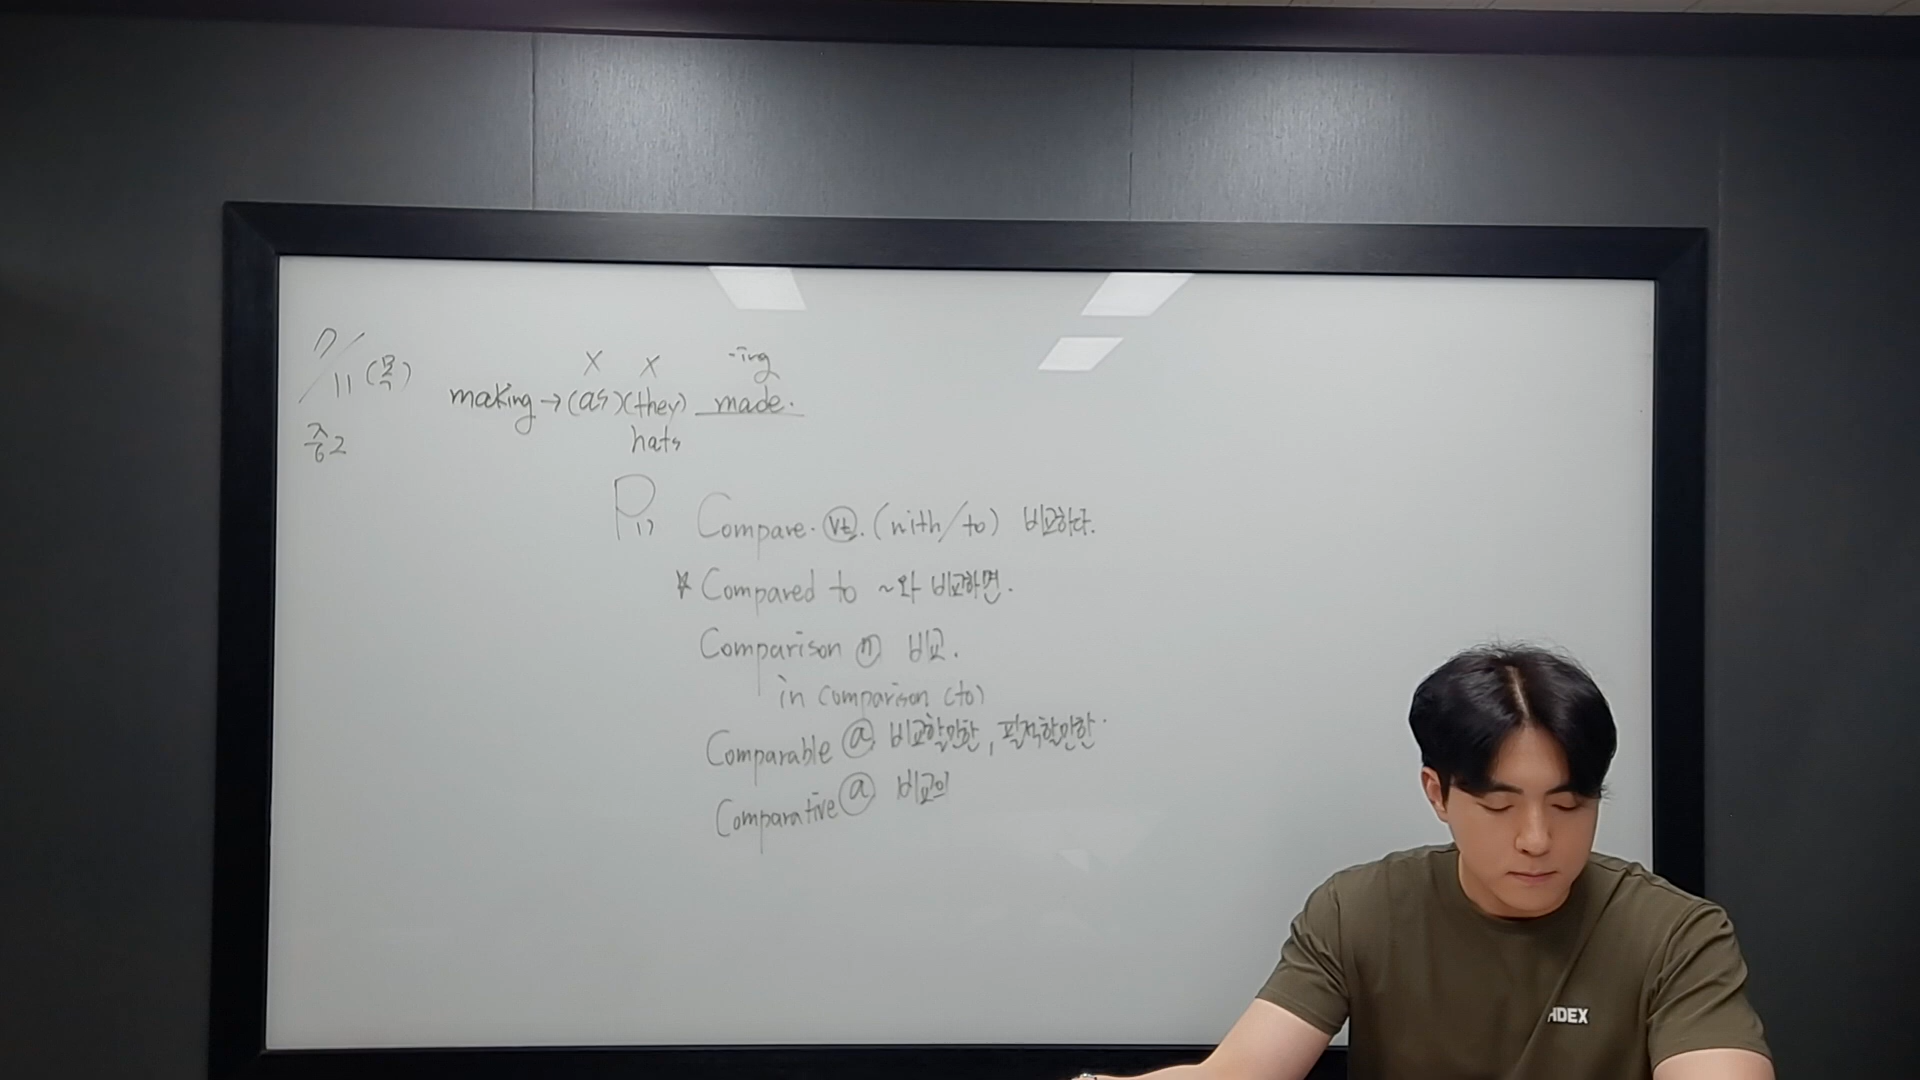 7/11 (목)
중2
X X -ing
making → (as)(they) made.
hats
P17 Compare. vt. (with/to) 비교하다.
* Compared to ~와 비교하면.
Comparison n 비교.
in comparison (to)
Comparable a 비교할만한, 필적할만한.
Comparative a 비교의
HDEX